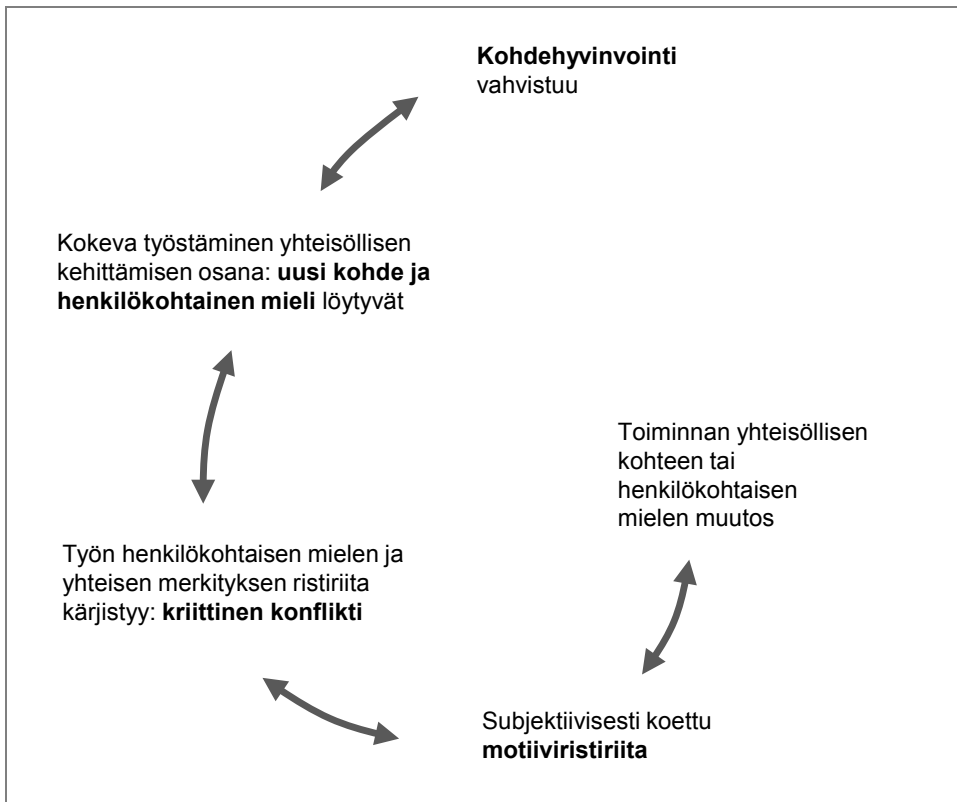 Kohdehyvinvointi
vahvistuu
Kokeva työstäminen yhteisöllisen
kehittämisen osana: uusi kohde ja
henkilökohtainen mieli löytyvät
Toiminnan yhteisöllisen
kohteen tai
henkilökohtaisen
mielen muutos
Työn henkilökohtaisen mielen ja
yhteisen merkityksen ristiriita
kärjistyy: kriittinen konflikti
Subjektiivisesti koettu
motiiviristiriita